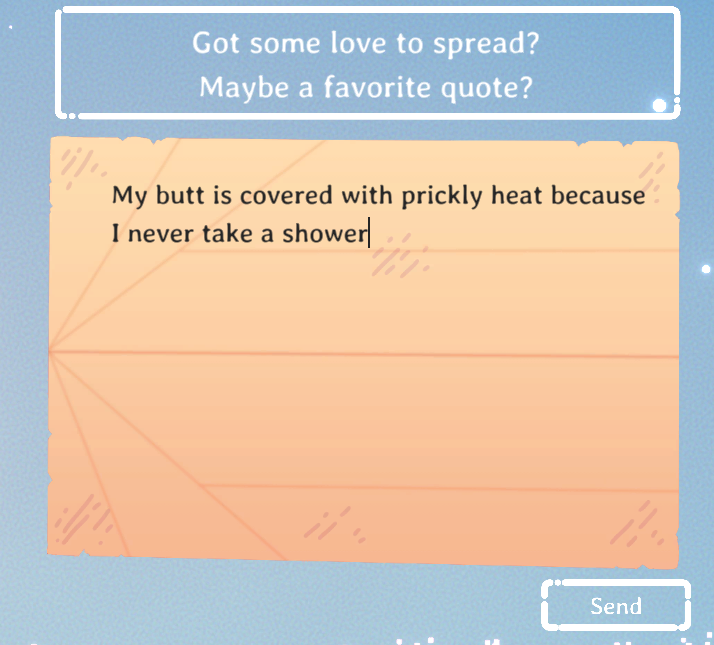 Got some love to spread?
Maybe a favorite quote?
My butt is covered with prickly heat because
I never take a shower
Send